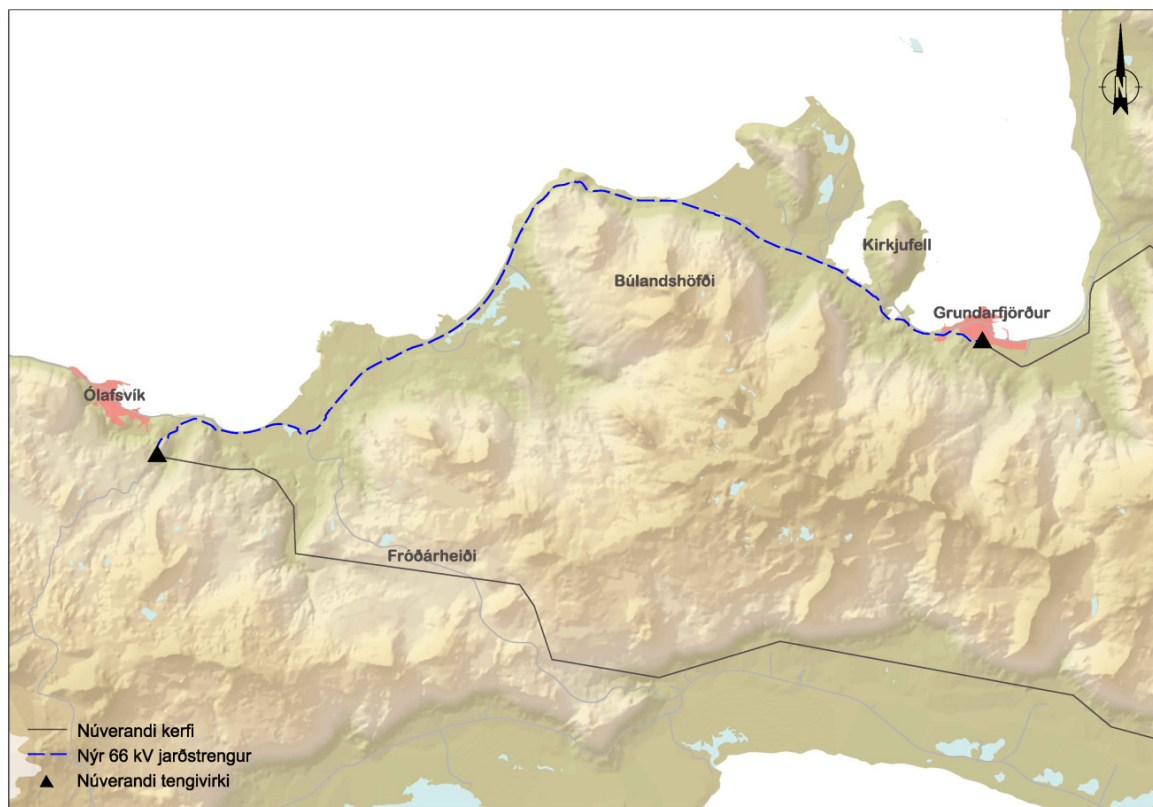 N
Kirkjufell
Búlandshöfði
Grundarfjörður
Ólafsvík
Fróðárheiði
Núverandi kerfi
Nýr 66 kV jarðstrengur
Núverandi tengivirki